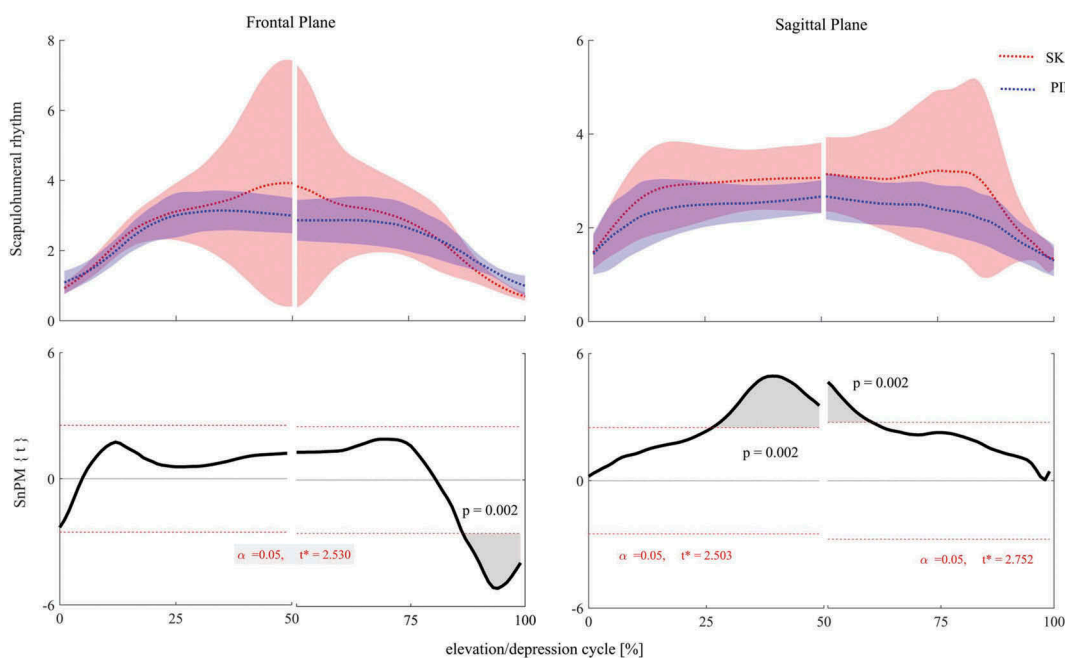 Frontal Plane
Sagittal Plane
Scapulohumeral rhythm
8
6
4
2
0
6
4
2
0
SK
PI
SnPM { t }
6
0
-6
0
25
50
75
100
p = 0.002
α =0.05, t* = 2.530
6
0
-6
0
25
50
75
100
p = 0.002
p = 0.002
α =0.05, t* = 2.503
α =0.05, t* = 2.752
elevation/depression cycle [%]